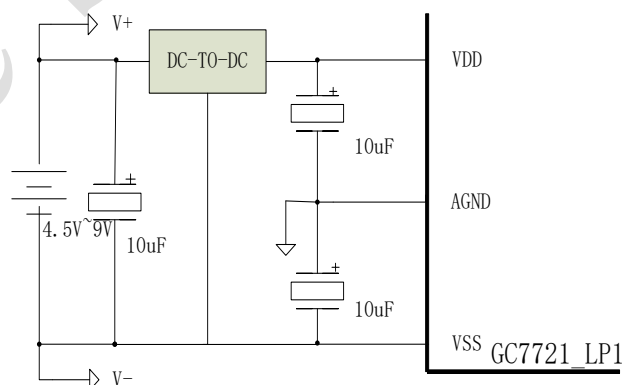 V+
DC-TO-DC
VDD
+
10uF
+
4.5V~9V
10uF
AGND
+
10uF
VSS
GC7721_LP1
V-